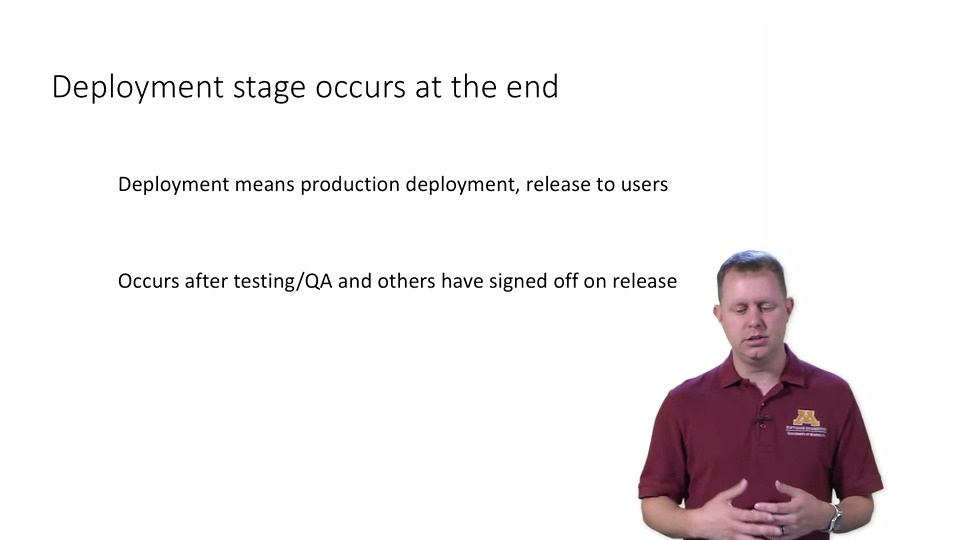 Deployment stage occurs at the end
Deployment means production deployment, release to users
Occurs after testing/QA and others have signed off on release
M